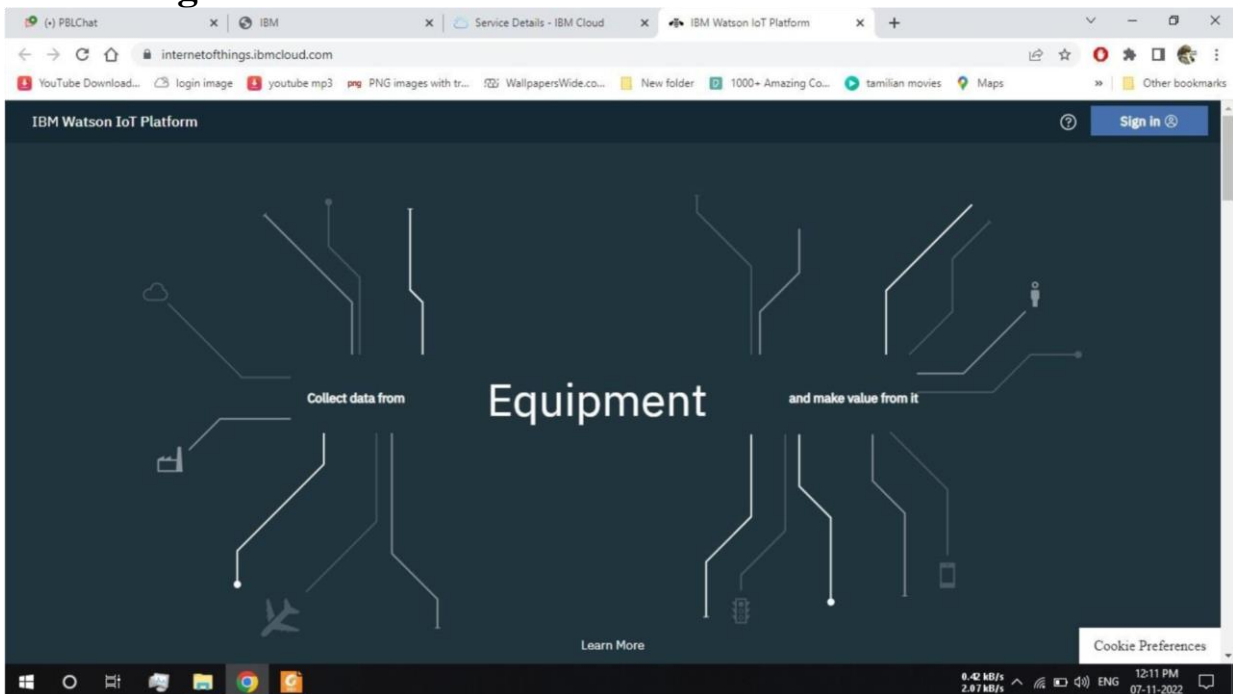 (•) PBLChat
IBM
Service Details - IBM Cloud
IBM Watson IoT Platform
internetofthings.ibmcloud.com
YouTube Download...
login image
youtube mp3
png PNG images with tr...
WallpapersWide.co...
New folder
1000+ Amazing Co...
tamilian movies
Maps
»
Other bookmarks
IBM Watson IoT Platform
Sign in
Collect data from
Equipment
and make value from it
Learn More
Cookie Preferences
0.42 kB/s
2.07 kB/s
ENG
12:11 PM
07-11-2022